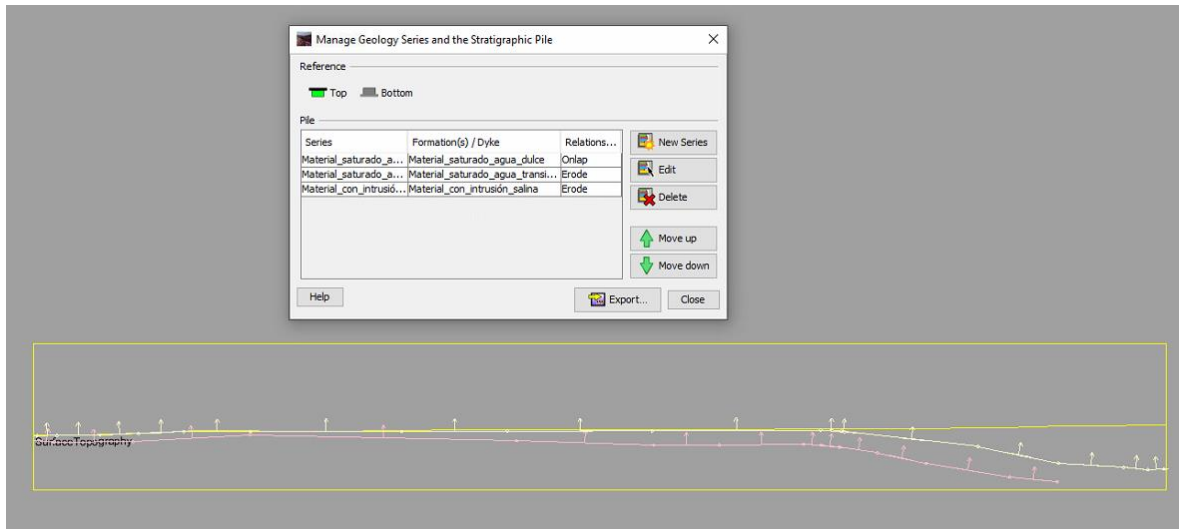 Manage Geology Series and the Stratigraphic Pile
Reference
Top Bottom
Pile
Series Formation(s) / Dyke Relations...
Material_saturado_a... Material_saturado_agua_dulce Onlap
Material_saturado_a... Material_saturado_agua_transi... Erode
Material_con_intrusió... Material_con_intrusión_salina Erode
New Series
Edit
Delete
Move up
Move down
Help
Export...
Close
SurfaceTopography